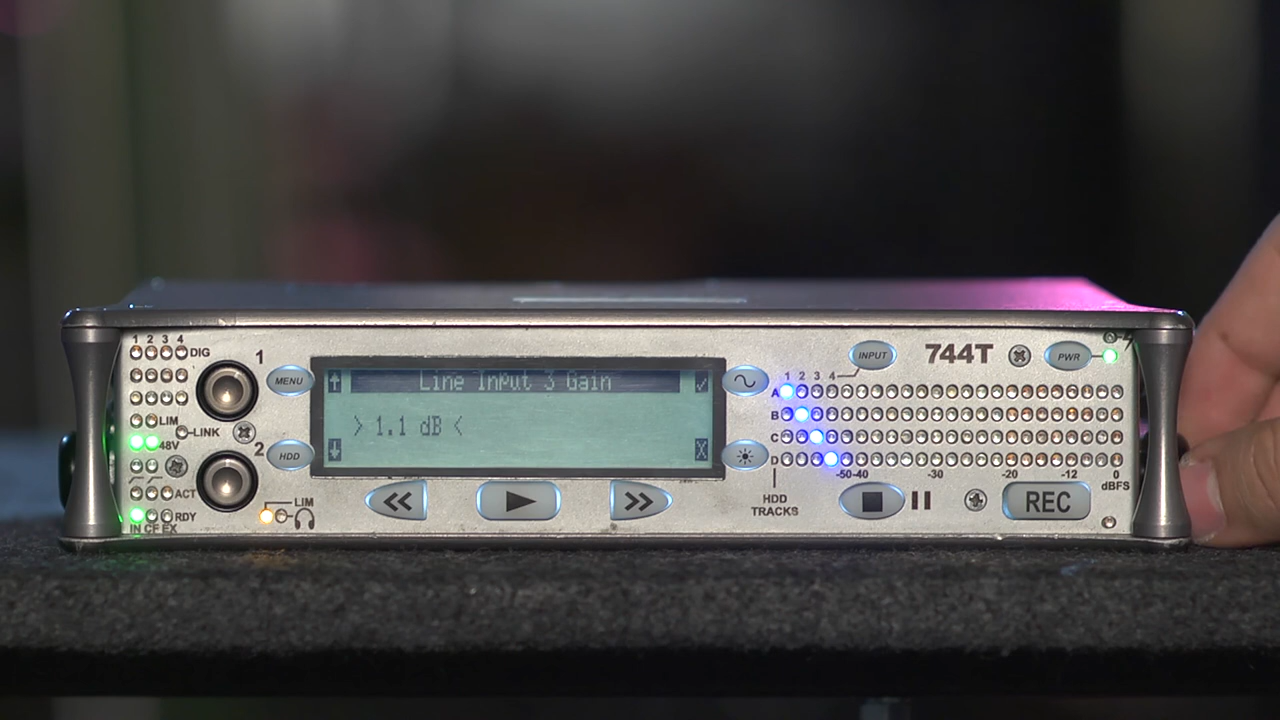 1 2 3 4
DIG
LIM
LINK
48V
ACT
RDY
IN CF EX
1
2
MENU
HDD
LIM
Line Input 3 Gain
> 1.1 dB <
INPUT
744T
PWR
1 2 3 4
A
B
C
D
-50 -40 -30 -20 -12 0
dBFS
HDD
TRACKS
REC